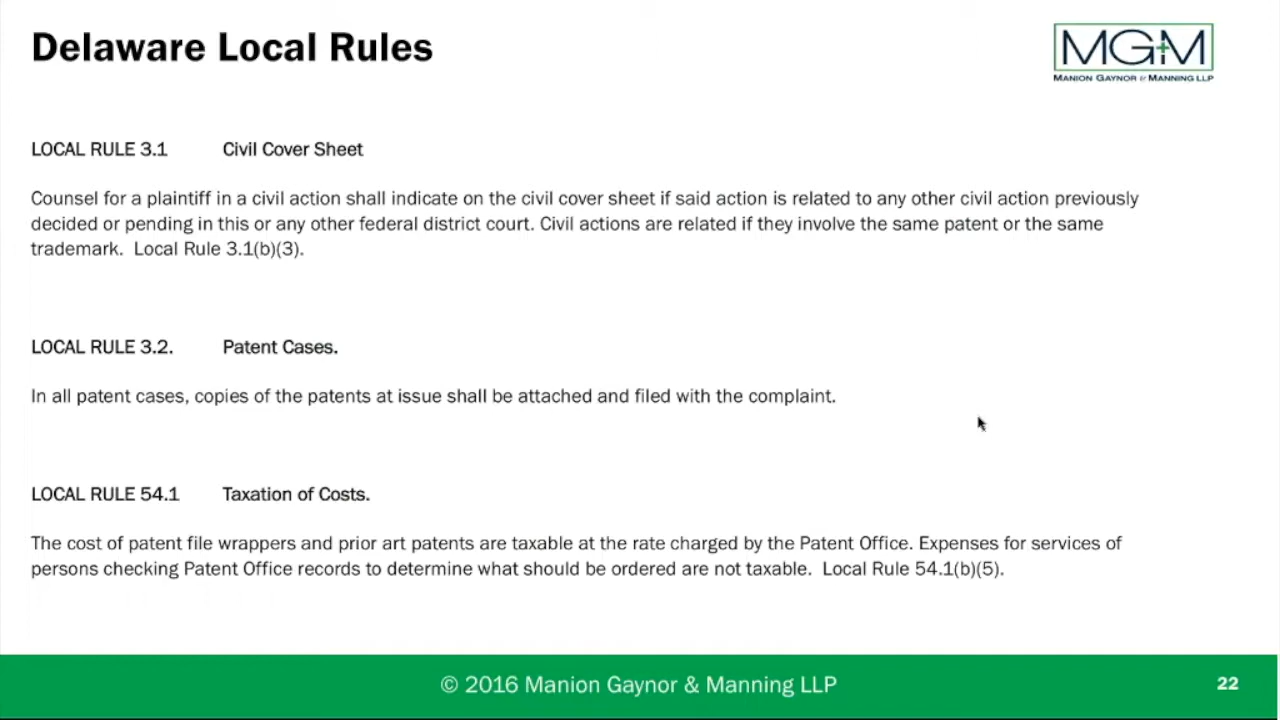 Delaware Local Rules
MG+M
MANION GAYNOR & MANNING LLP
LOCAL RULE 3.1 Civil Cover Sheet
Counsel for a plaintiff in a civil action shall indicate on the civil cover sheet if said action is related to any other civil action previously
decided or pending in this or any other federal district court. Civil actions are related if they involve the same patent or the same
trademark. Local Rule 3.1(b)(3).
LOCAL RULE 3.2. Patent Cases.
In all patent cases, copies of the patents at issue shall be attached and filed with the complaint.
LOCAL RULE 54.1 Taxation of Costs.
The cost of patent file wrappers and prior art patents are taxable at the rate charged by the Patent Office. Expenses for services of
persons checking Patent Office records to determine what should be ordered are not taxable. Local Rule 54.1(b)(5).
© 2016 Manion Gaynor & Manning LLP
22